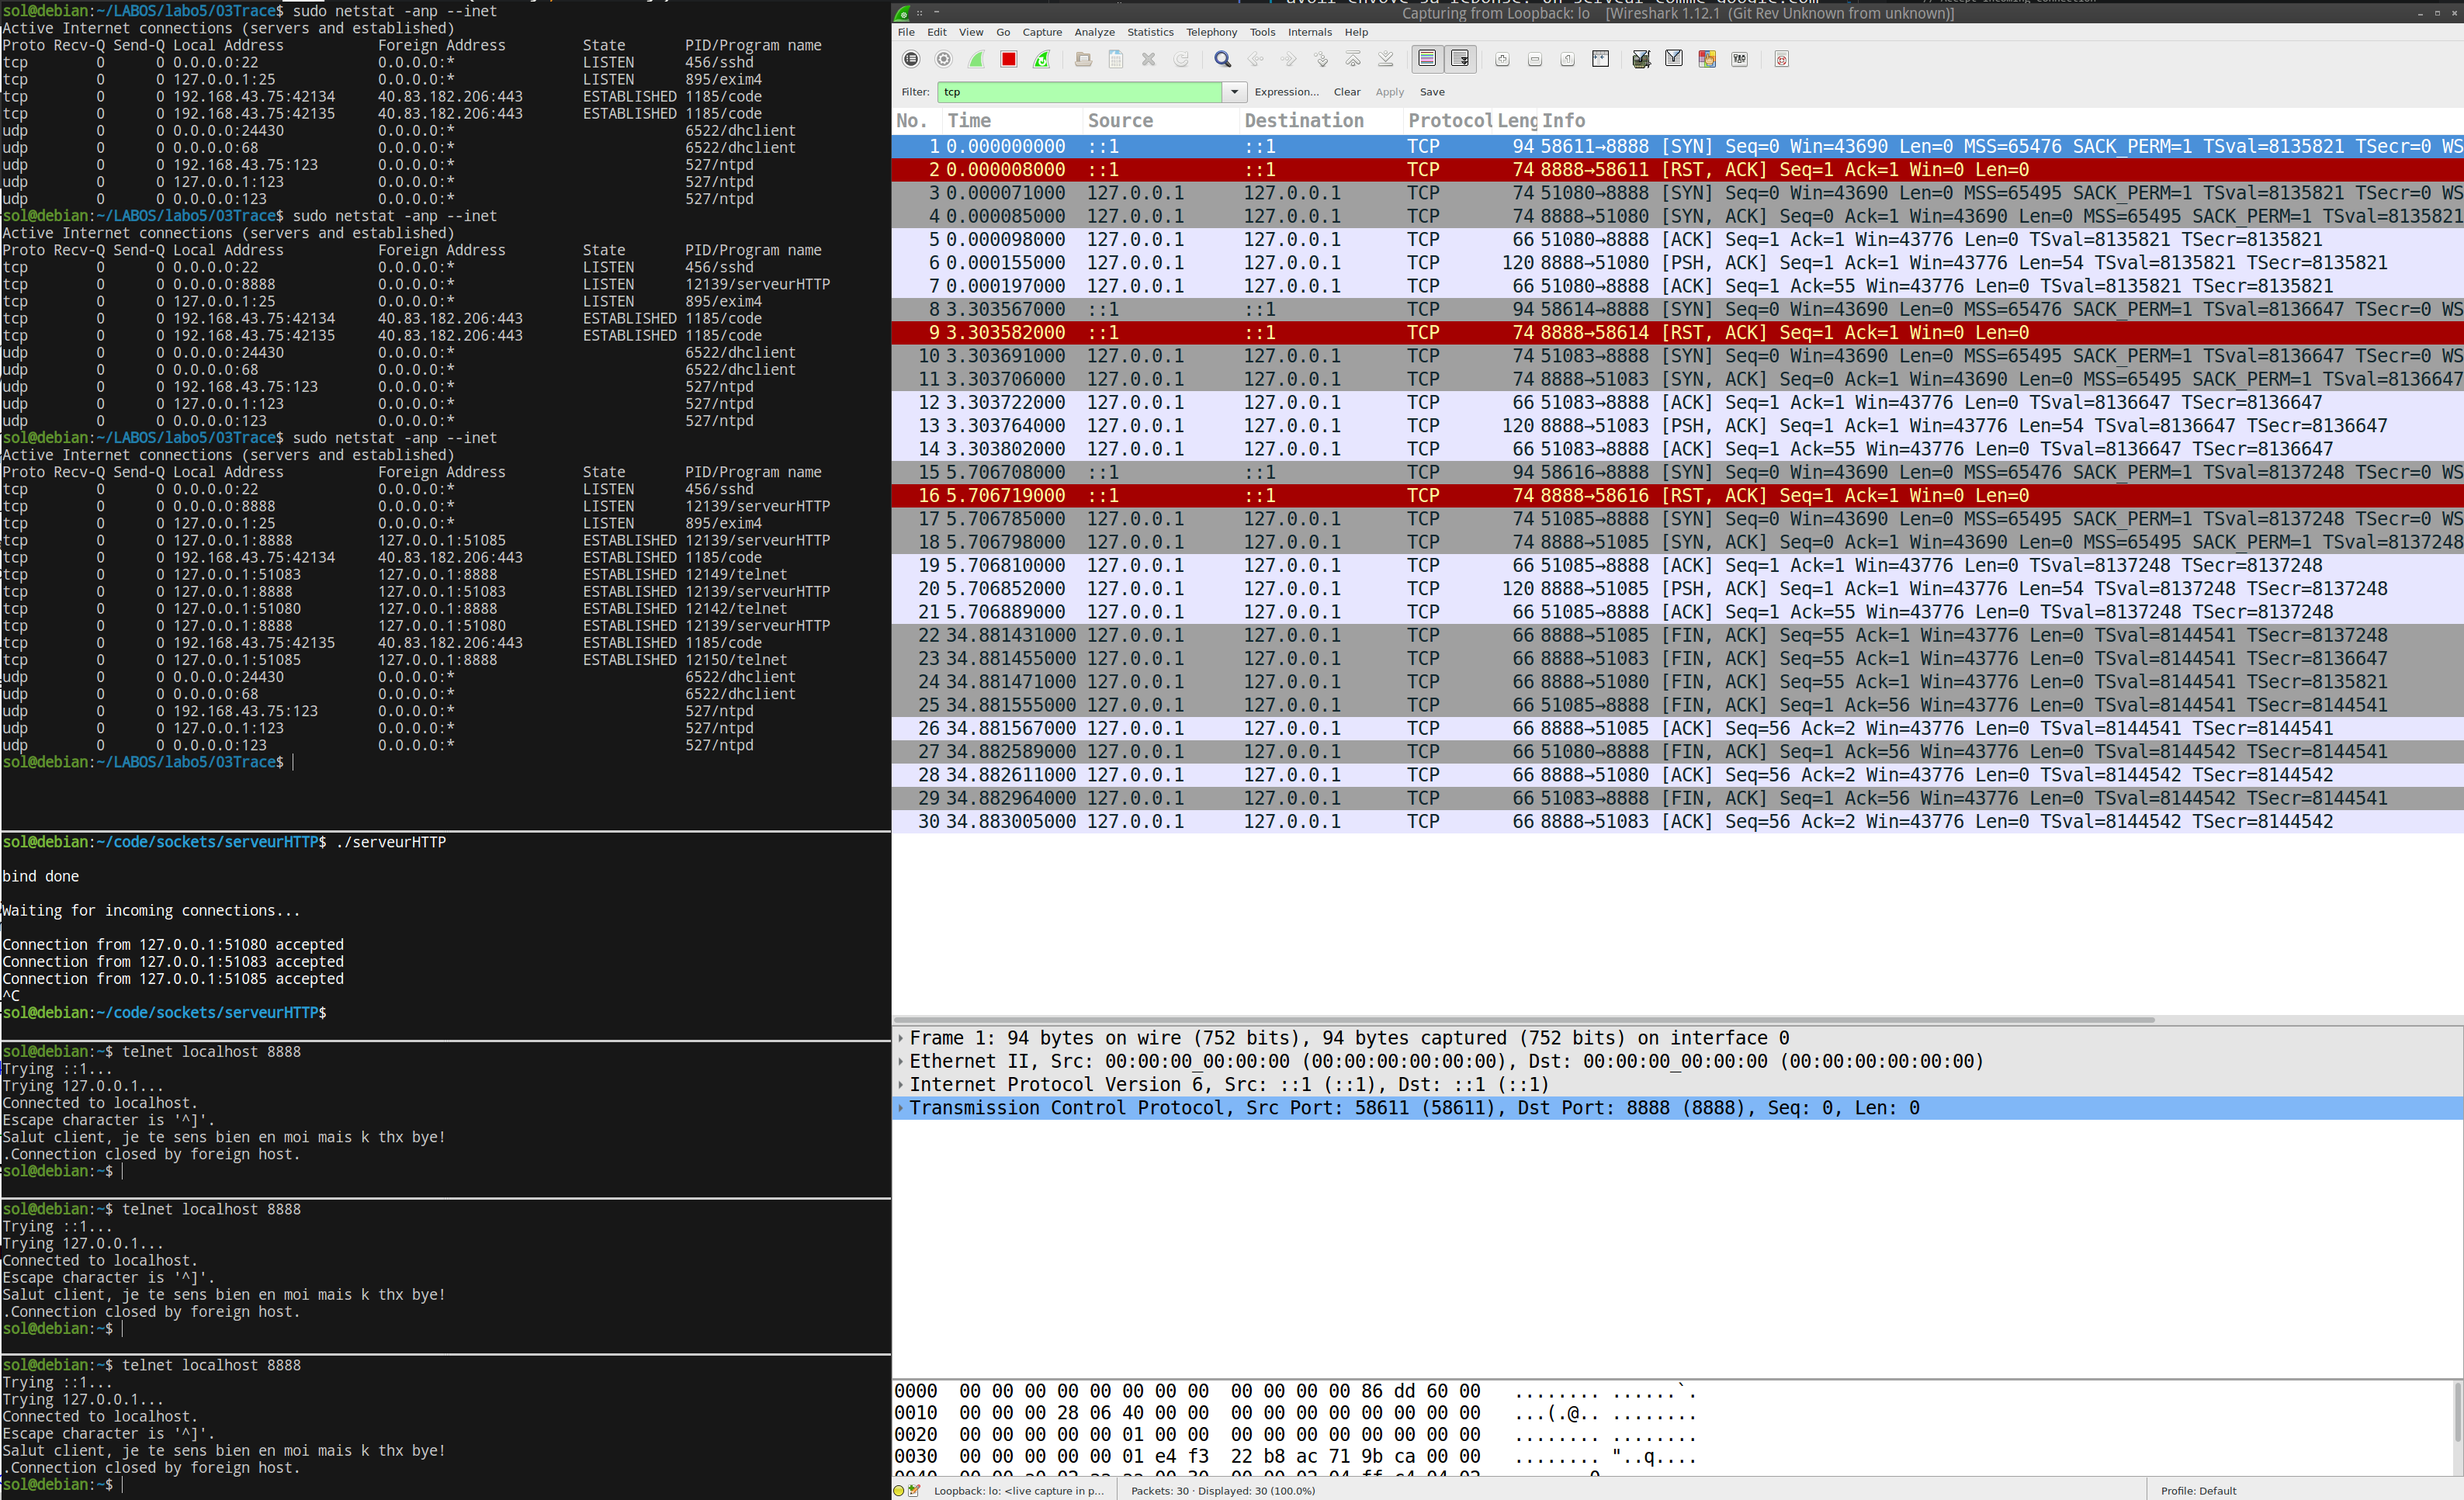 sol@debian:~/LABOS/labo5/03Trace$ sudo netstat -anp --inet
Active Internet connections (servers and established)
Proto Recv-Q Send-Q Local Address Foreign Address State PID/Program name
tcp 0 0 0.0.0.0:22 0.0.0.0:* LISTEN 456/sshd
tcp 0 0 127.0.0.1:25 0.0.0.0:* LISTEN 895/exim4
tcp 0 0 192.168.43.75:42134 40.83.182.206:443 ESTABLISHED 1185/code
tcp 0 0 192.168.43.75:42135 40.83.182.206:443 ESTABLISHED 1185/code
udp 0 0 0.0.0.0:24430 0.0.0.0:* 6522/dhclient
udp 0 0 0.0.0.0:68 0.0.0.0:* 6522/dhclient
udp 0 0 192.168.43.75:123 0.0.0.0:* 527/ntpd
udp 0 0 127.0.0.1:123 0.0.0.0:* 527/ntpd
udp 0 0 0.0.0.0:123 0.0.0.0:* 527/ntpd
sol@debian:~/LABOS/labo5/03Trace$ sudo netstat -anp --inet
Active Internet connections (servers and established)
Proto Recv-Q Send-Q Local Address Foreign Address State PID/Program name
tcp 0 0 0.0.0.0:22 0.0.0.0:* LISTEN 456/sshd
tcp 0 0 0.0.0.0:8888 0.0.0.0:* LISTEN 12139/serveurHTTP
tcp 0 0 127.0.0.1:25 0.0.0.0:* LISTEN 895/exim4
tcp 0 0 192.168.43.75:42134 40.83.182.206:443 ESTABLISHED 1185/code
tcp 0 0 192.168.43.75:42135 40.83.182.206:443 ESTABLISHED 1185/code
udp 0 0 0.0.0.0:24430 0.0.0.0:* 6522/dhclient
udp 0 0 0.0.0.0:68 0.0.0.0:* 6522/dhclient
udp 0 0 192.168.43.75:123 0.0.0.0:* 527/ntpd
udp 0 0 127.0.0.1:123 0.0.0.0:* 527/ntpd
udp 0 0 0.0.0.0:123 0.0.0.0:* 527/ntpd
sol@debian:~/LABOS/labo5/03Trace$ sudo netstat -anp --inet
Active Internet connections (servers and established)
Proto Recv-Q Send-Q Local Address Foreign Address State PID/Program name
tcp 0 0 0.0.0.0:22 0.0.0.0:* LISTEN 456/sshd
tcp 0 0 0.0.0.0:8888 0.0.0.0:* LISTEN 12139/serveurHTTP
tcp 0 0 127.0.0.1:25 0.0.0.0:* LISTEN 895/exim4
tcp 0 0 127.0.0.1:8888 127.0.0.1:51085 ESTABLISHED 12139/serveurHTTP
tcp 0 0 192.168.43.75:42134 40.83.182.206:443 ESTABLISHED 1185/code
tcp 0 0 127.0.0.1:51083 127.0.0.1:8888 ESTABLISHED 12149/telnet
tcp 0 0 127.0.0.1:8888 127.0.0.1:51083 ESTABLISHED 12139/serveurHTTP
tcp 0 0 127.0.0.1:51080 127.0.0.1:8888 ESTABLISHED 12142/telnet
tcp 0 0 127.0.0.1:8888 127.0.0.1:51080 ESTABLISHED 12139/serveurHTTP
tcp 0 0 192.168.43.75:42135 40.83.182.206:443 ESTABLISHED 1185/code
tcp 0 0 127.0.0.1:51085 127.0.0.1:8888 ESTABLISHED 12150/telnet
udp 0 0 0.0.0.0:24430 0.0.0.0:* 6522/dhclient
udp 0 0 0.0.0.0:68 0.0.0.0:* 6522/dhclient
udp 0 0 192.168.43.75:123 0.0.0.0:* 527/ntpd
udp 0 0 127.0.0.1:123 0.0.0.0:* 527/ntpd
udp 0 0 0.0.0.0:123 0.0.0.0:* 527/ntpd
sol@debian:~/LABOS/labo5/03Trace$
sol@debian:~/code/sockets/serveurHTTP$ ./serveurHTTP
bind done
Waiting for incoming connections...
Connection from 127.0.0.1:51080 accepted
Connection from 127.0.0.1:51083 accepted
Connection from 127.0.0.1:51085 accepted
^C
sol@debian:~/code/sockets/serveurHTTP$
sol@debian:~$ telnet localhost 8888
Trying ::1...
Trying 127.0.0.1...
Connected to localhost.
Escape character is '^]'.
Salut client, je te sens bien en moi mais k thx bye!
.Connection closed by foreign host.
sol@debian:~$
sol@debian:~$ telnet localhost 8888
Trying ::1...
Trying 127.0.0.1...
Connected to localhost.
Escape character is '^]'.
Salut client, je te sens bien en moi mais k thx bye!
.Connection closed by foreign host.
sol@debian:~$
sol@debian:~$ telnet localhost 8888
Trying ::1...
Trying 127.0.0.1...
Connected to localhost.
Escape character is '^]'.
Salut client, je te sens bien en moi mais k thx bye!
.Connection closed by foreign host.
sol@debian:~$
Capturing from Loopback: lo [Wireshark 1.12.1 (Git Rev Unknown from unknown)]
File Edit View Go Capture Analyze Statistics Telephony Tools Internals Help
Filter: tcp Expression... Clear Apply Save
No. Time Source Destination Protocol Leng Info
1 0.000000000 ::1 ::1 TCP 94 58611→8888 [SYN] Seq=0 Win=43690 Len=0 MSS=65476 SACK_PERM=1 TSval=8135821 TSecr=0 WS
2 0.000008000 ::1 ::1 TCP 74 8888→58611 [RST, ACK] Seq=1 Ack=1 Win=0 Len=0
3 0.000071000 127.0.0.1 127.0.0.1 TCP 74 51080→8888 [SYN] Seq=0 Win=43690 Len=0 MSS=65495 SACK_PERM=1 TSval=8135821 TSecr=0 WS
4 0.000085000 127.0.0.1 127.0.0.1 TCP 74 8888→51080 [SYN, ACK] Seq=0 Ack=1 Win=43690 Len=0 MSS=65495 SACK_PERM=1 TSval=8135821
5 0.000098000 127.0.0.1 127.0.0.1 TCP 66 51080→8888 [ACK] Seq=1 Ack=1 Win=43776 Len=0 TSval=8135821 TSecr=8135821
6 0.000155000 127.0.0.1 127.0.0.1 TCP 120 8888→51080 [PSH, ACK] Seq=1 Ack=1 Win=43776 Len=54 TSval=8135821 TSecr=8135821
7 0.000197000 127.0.0.1 127.0.0.1 TCP 66 51080→8888 [ACK] Seq=1 Ack=55 Win=43776 Len=0 TSval=8135821 TSecr=8135821
8 3.303567000 ::1 ::1 TCP 94 58614→8888 [SYN] Seq=0 Win=43690 Len=0 MSS=65476 SACK_PERM=1 TSval=8136647 TSecr=0 WS
9 3.303582000 ::1 ::1 TCP 74 8888→58614 [RST, ACK] Seq=1 Ack=1 Win=0 Len=0
10 3.303691000 127.0.0.1 127.0.0.1 TCP 74 51083→8888 [SYN] Seq=0 Win=43690 Len=0 MSS=65495 SACK_PERM=1 TSval=8136647 TSecr=0 WS
11 3.303706000 127.0.0.1 127.0.0.1 TCP 74 8888→51083 [SYN, ACK] Seq=0 Ack=1 Win=43690 Len=0 MSS=65495 SACK_PERM=1 TSval=8136647
12 3.303722000 127.0.0.1 127.0.0.1 TCP 66 51083→8888 [ACK] Seq=1 Ack=1 Win=43776 Len=0 TSval=8136647 TSecr=8136647
13 3.303764000 127.0.0.1 127.0.0.1 TCP 120 8888→51083 [PSH, ACK] Seq=1 Ack=1 Win=43776 Len=54 TSval=8136647 TSecr=8136647
14 3.303802000 127.0.0.1 127.0.0.1 TCP 66 51083→8888 [ACK] Seq=1 Ack=55 Win=43776 Len=0 TSval=8136647 TSecr=8136647
15 5.706708000 ::1 ::1 TCP 94 58616→8888 [SYN] Seq=0 Win=43690 Len=0 MSS=65476 SACK_PERM=1 TSval=8137248 TSecr=0 WS
16 5.706719000 ::1 ::1 TCP 74 8888→58616 [RST, ACK] Seq=1 Ack=1 Win=0 Len=0
17 5.706785000 127.0.0.1 127.0.0.1 TCP 74 51085→8888 [SYN] Seq=0 Win=43690 Len=0 MSS=65495 SACK_PERM=1 TSval=8137248 TSecr=0 WS
18 5.706798000 127.0.0.1 127.0.0.1 TCP 74 8888→51085 [SYN, ACK] Seq=0 Ack=1 Win=43690 Len=0 MSS=65495 SACK_PERM=1 TSval=8137248
19 5.706810000 127.0.0.1 127.0.0.1 TCP 66 51085→8888 [ACK] Seq=1 Ack=1 Win=43776 Len=0 TSval=8137248 TSecr=8137248
20 5.706852000 127.0.0.1 127.0.0.1 TCP 120 8888→51085 [PSH, ACK] Seq=1 Ack=1 Win=43776 Len=54 TSval=8137248 TSecr=8137248
21 5.706889000 127.0.0.1 127.0.0.1 TCP 66 51085→8888 [ACK] Seq=1 Ack=55 Win=43776 Len=0 TSval=8137248 TSecr=8137248
22 34.881431000 127.0.0.1 127.0.0.1 TCP 66 8888→51085 [FIN, ACK] Seq=55 Ack=1 Win=43776 Len=0 TSval=8144541 TSecr=8137248
23 34.881455000 127.0.0.1 127.0.0.1 TCP 66 8888→51083 [FIN, ACK] Seq=55 Ack=1 Win=43776 Len=0 TSval=8144541 TSecr=8136647
24 34.881471000 127.0.0.1 127.0.0.1 TCP 66 8888→51080 [FIN, ACK] Seq=55 Ack=1 Win=43776 Len=0 TSval=8144541 TSecr=8135821
25 34.881555000 127.0.0.1 127.0.0.1 TCP 66 51085→8888 [FIN, ACK] Seq=1 Ack=56 Win=43776 Len=0 TSval=8144541 TSecr=8144541
26 34.881567000 127.0.0.1 127.0.0.1 TCP 66 8888→51085 [ACK] Seq=56 Ack=2 Win=43776 Len=0 TSval=8144541 TSecr=8144541
27 34.882589000 127.0.0.1 127.0.0.1 TCP 66 51080→8888 [FIN, ACK] Seq=1 Ack=56 Win=43776 Len=0 TSval=8144542 TSecr=8144541
28 34.882611000 127.0.0.1 127.0.0.1 TCP 66 8888→51080 [ACK] Seq=56 Ack=2 Win=43776 Len=0 TSval=8144542 TSecr=8144542
29 34.882964000 127.0.0.1 127.0.0.1 TCP 66 51083→8888 [FIN, ACK] Seq=1 Ack=56 Win=43776 Len=0 TSval=8144542 TSecr=8144541
30 34.883005000 127.0.0.1 127.0.0.1 TCP 66 8888→51083 [ACK] Seq=56 Ack=2 Win=43776 Len=0 TSval=8144542 TSecr=8144542
Frame 1: 94 bytes on wire (752 bits), 94 bytes captured (752 bits) on interface 0
Ethernet II, Src: 00:00:00_00:00:00 (00:00:00:00:00:00), Dst: 00:00:00_00:00:00 (00:00:00:00:00:00)
Internet Protocol Version 6, Src: ::1 (::1), Dst: ::1 (::1)
Transmission Control Protocol, Src Port: 58611 (58611), Dst Port: 8888 (8888), Seq: 0, Len: 0
0000 00 00 00 00 00 00 00 00 00 00 00 00 86 dd 60 00 ........ ......`.
0010 00 00 00 28 06 40 00 00 00 00 00 00 00 00 00 00 ...(.@.. ........
0020 00 00 00 00 00 01 00 00 00 00 00 00 00 00 00 00 ........ ........
0030 00 00 00 00 00 01 e4 f3 22 b8 ac 71 9b ca 00 00 ........ "..q....
Loopback: lo: <live capture in p... Packets: 30 · Displayed: 30 (100.0%) Profile: Default